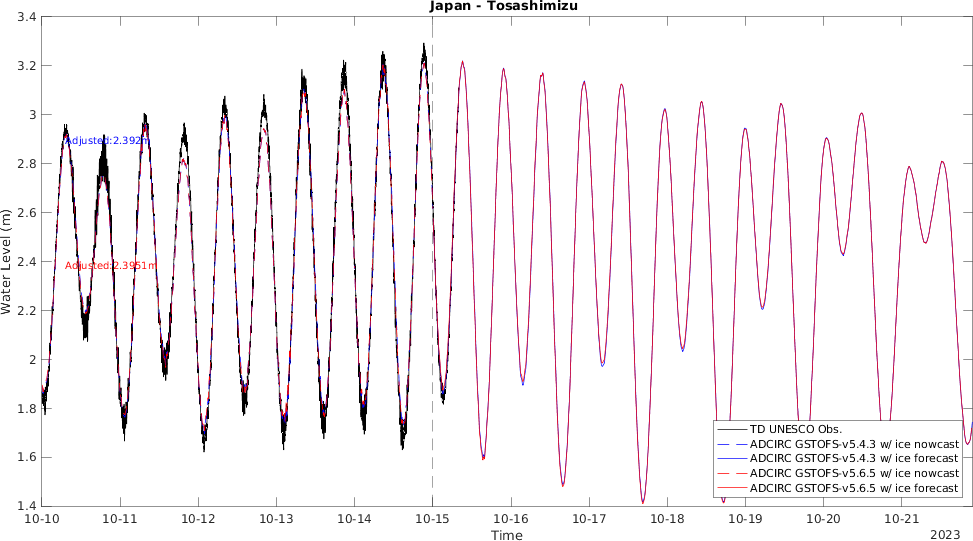 Japan - Tosashimizu
Water Level (m)
3.4
3.2
3
2.8
2.6
2.4
2.2
2
1.8
1.6
1.4
Adjusted:2.392m
Adjusted:2.3951m
TD UNESCO Obs.
ADCIRC GSTOFS-v5.4.3 w/ ice nowcast
ADCIRC GSTOFS-v5.4.3 w/ ice forecast
ADCIRC GSTOFS-v5.6.5 w/ ice nowcast
ADCIRC GSTOFS-v5.6.5 w/ ice forecast
10-10 10-11 10-12 10-13 10-14 10-15 10-16 10-17 10-18 10-19 10-20 10-21
Time
2023